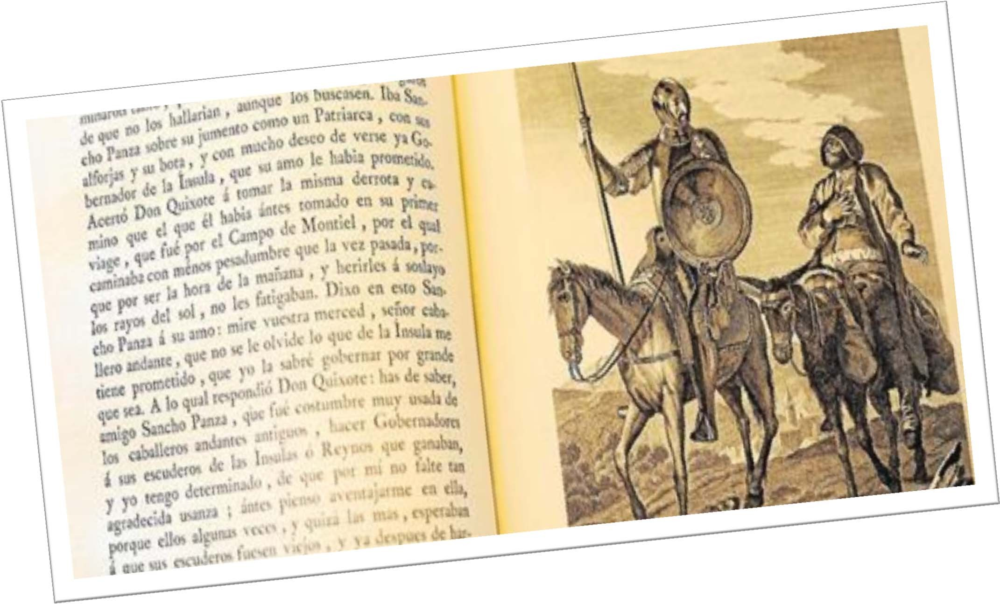 de que no los hallarian, aunque los buscasen. Iba San-
cho Panza sobre su jumento como un Patriarca, con sus
alforjas y su bota, y con mucho deseo de verse ya Go-
bernador de la Ínsula, que su amo le habia prometido.
Acertó Don Quixote á tomar la misma derrota y ca-
mino que el que él habia ántes tomado en su primer
viage, que fué por el Campo de Montiel, por el qual
caminaba con ménos pesadumbre que la vez pasada, por-
que por ser la hora de la mañana, y herirles á soslayo
los rayos del sol, no les fatigaban. Dixo en esto San-
cho Panza á su amo: mire vuestra merced, señor caba-
llero andante, que no se le olvide lo que de la Ínsula me
tiene prometido, que yo la sabré gobernar por grande
que sea. A lo qual respondió Don Quixote: has de saber,
amigo Sancho Panza, que fué costumbre muy usada de
los caballeros andantes antiguos, hacer Gobernadores
á sus escuderos de las Ínsulas ó Reynos que ganaban,
y yo tengo determinado, de que por mí no falte tan
agradecida usanza; ántes pienso aventajarme en ella,
porque ellos algunas veces, y quizá las mas, esperaban
á que sus escuderos fuesen viejos, y ya despues de har-